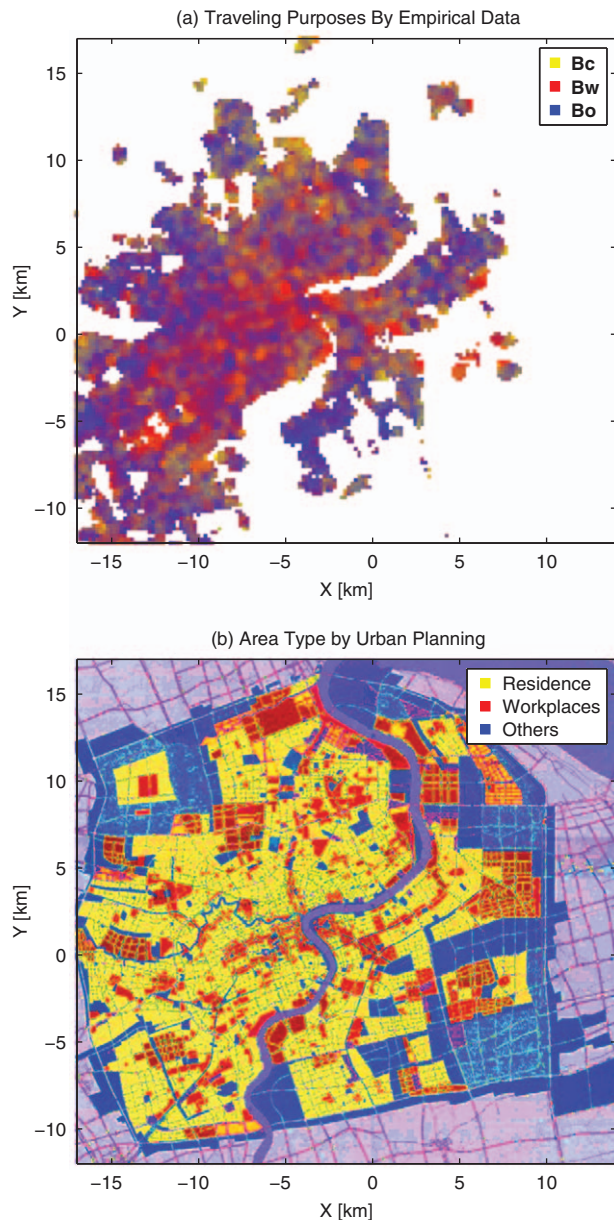 (a) Traveling Purposes By Empirical Data
Bc
Bw
Bo
15
10
5
0
−5
−10
Y [km]
−15 −10 −5 0 5 10
X [km]
(b) Area Type by Urban Planning
Residence
Workplaces
Others
15
10
5
0
−5
−10
Y [km]
−15 −10 −5 0 5 10
X [km]